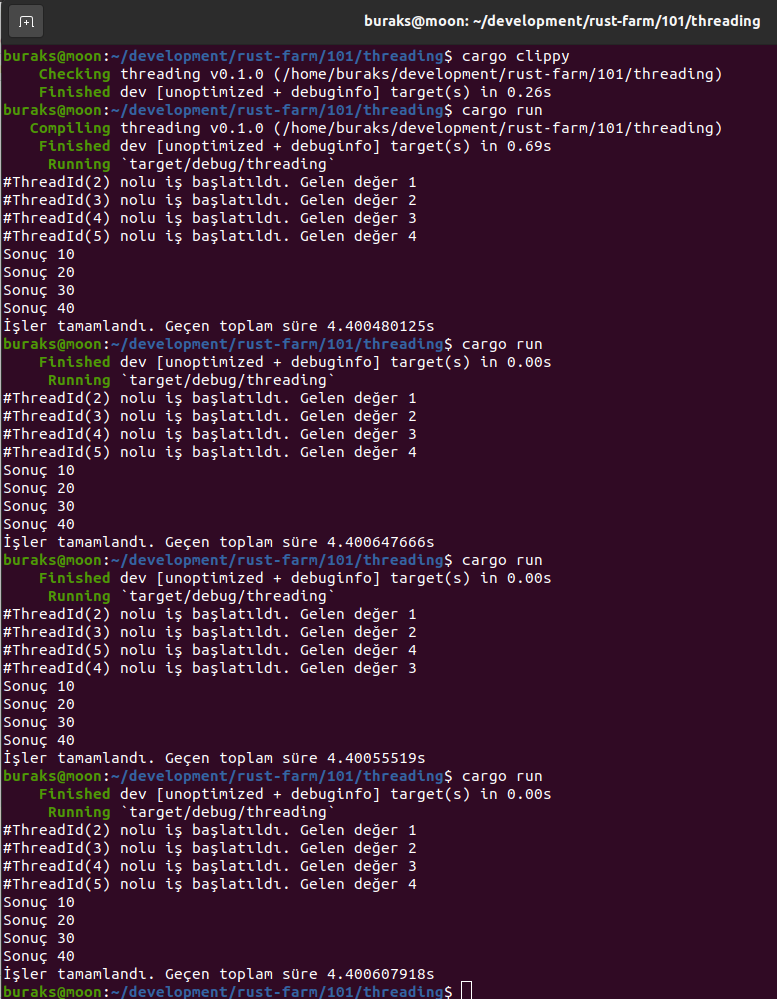 buraks@moon: ~/development/rust-farm/101/threading
buraks@moon:~/development/rust-farm/101/threading$ cargo clippy
    Checking threading v0.1.0 (/home/buraks/development/rust-farm/101/threading)
    Finished dev [unoptimized + debuginfo] target(s) in 0.26s
buraks@moon:~/development/rust-farm/101/threading$ cargo run
   Compiling threading v0.1.0 (/home/buraks/development/rust-farm/101/threading)
    Finished dev [unoptimized + debuginfo] target(s) in 0.69s
     Running `target/debug/threading`
#ThreadId(2) nolu iş başlatıldı. Gelen değer 1
#ThreadId(3) nolu iş başlatıldı. Gelen değer 2
#ThreadId(4) nolu iş başlatıldı. Gelen değer 3
#ThreadId(5) nolu iş başlatıldı. Gelen değer 4
Sonuç 10
Sonuç 20
Sonuç 30
Sonuç 40
İşler tamamlandı. Geçen toplam süre 4.400480125s
buraks@moon:~/development/rust-farm/101/threading$ cargo run
    Finished dev [unoptimized + debuginfo] target(s) in 0.00s
     Running `target/debug/threading`
#ThreadId(2) nolu iş başlatıldı. Gelen değer 1
#ThreadId(3) nolu iş başlatıldı. Gelen değer 2
#ThreadId(4) nolu iş başlatıldı. Gelen değer 3
#ThreadId(5) nolu iş başlatıldı. Gelen değer 4
Sonuç 10
Sonuç 20
Sonuç 30
Sonuç 40
İşler tamamlandı. Geçen toplam süre 4.400647666s
buraks@moon:~/development/rust-farm/101/threading$ cargo run
    Finished dev [unoptimized + debuginfo] target(s) in 0.00s
     Running `target/debug/threading`
#ThreadId(2) nolu iş başlatıldı. Gelen değer 1
#ThreadId(3) nolu iş başlatıldı. Gelen değer 2
#ThreadId(5) nolu iş başlatıldı. Gelen değer 4
#ThreadId(4) nolu iş başlatıldı. Gelen değer 3
Sonuç 10
Sonuç 20
Sonuç 30
Sonuç 40
İşler tamamlandı. Geçen toplam süre 4.40055519s
buraks@moon:~/development/rust-farm/101/threading$ cargo run
    Finished dev [unoptimized + debuginfo] target(s) in 0.00s
     Running `target/debug/threading`
#ThreadId(2) nolu iş başlatıldı. Gelen değer 1
#ThreadId(3) nolu iş başlatıldı. Gelen değer 2
#ThreadId(4) nolu iş başlatıldı. Gelen değer 3
#ThreadId(5) nolu iş başlatıldı. Gelen değer 4
Sonuç 10
Sonuç 20
Sonuç 30
Sonuç 40
İşler tamamlandı. Geçen toplam süre 4.400607918s
buraks@moon:~/development/rust-farm/101/threading$